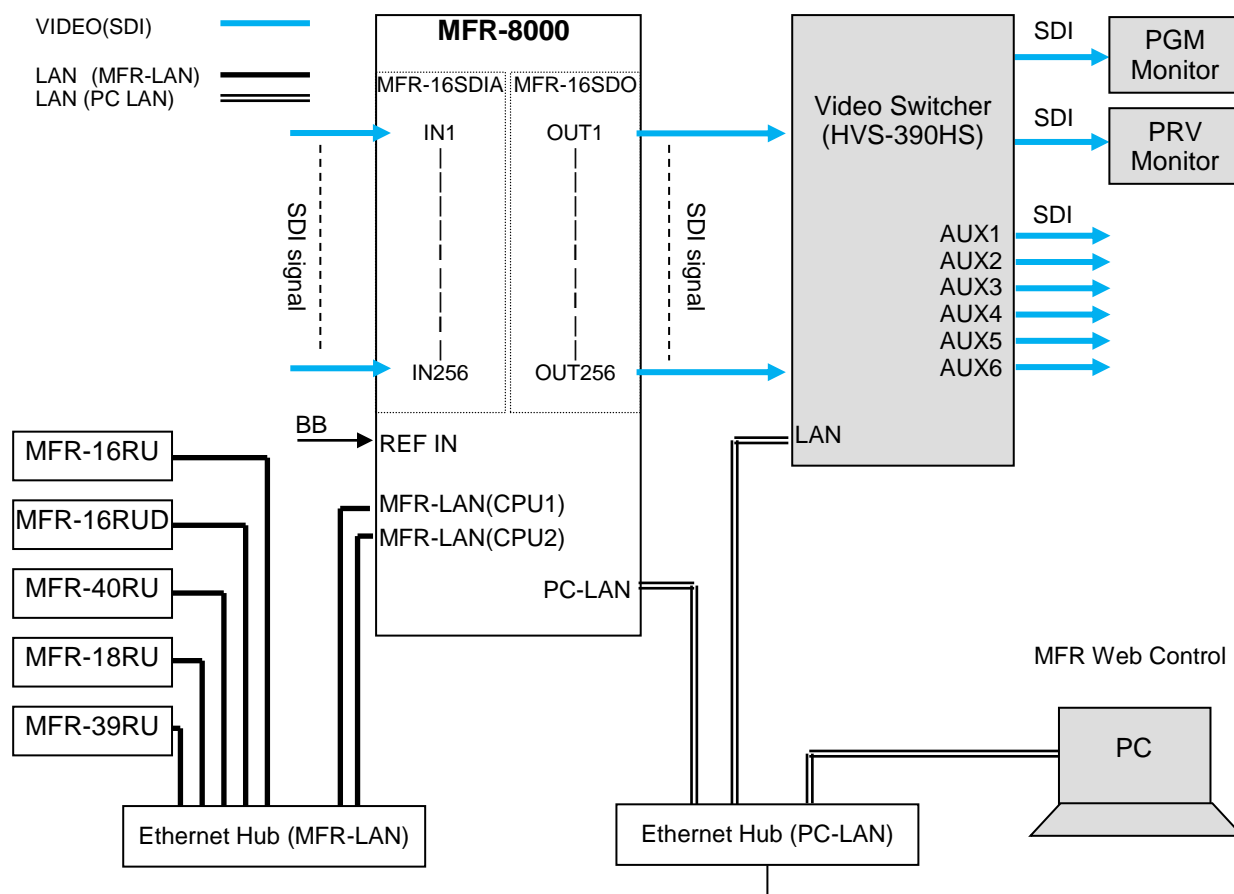 VIDEO(SDI)
LAN (MFR-LAN)
LAN (PC LAN)
MFR-8000
MFR-16SDIA
MFR-16SDO
IN1
OUT1
SDI signal
SDI signal
IN256
OUT256
BB
REF IN
MFR-LAN(CPU1)
MFR-LAN(CPU2)
PC-LAN
Video Switcher
(HVS-390HS)
SDI
PGM
Monitor
SDI
PRV
Monitor
SDI
AUX1
AUX2
AUX3
AUX4
AUX5
AUX6
LAN
MFR-16RU
MFR-16RUD
MFR-40RU
MFR-18RU
MFR-39RU
MFR Web Control
PC
Ethernet Hub (MFR-LAN)
Ethernet Hub (PC-LAN)